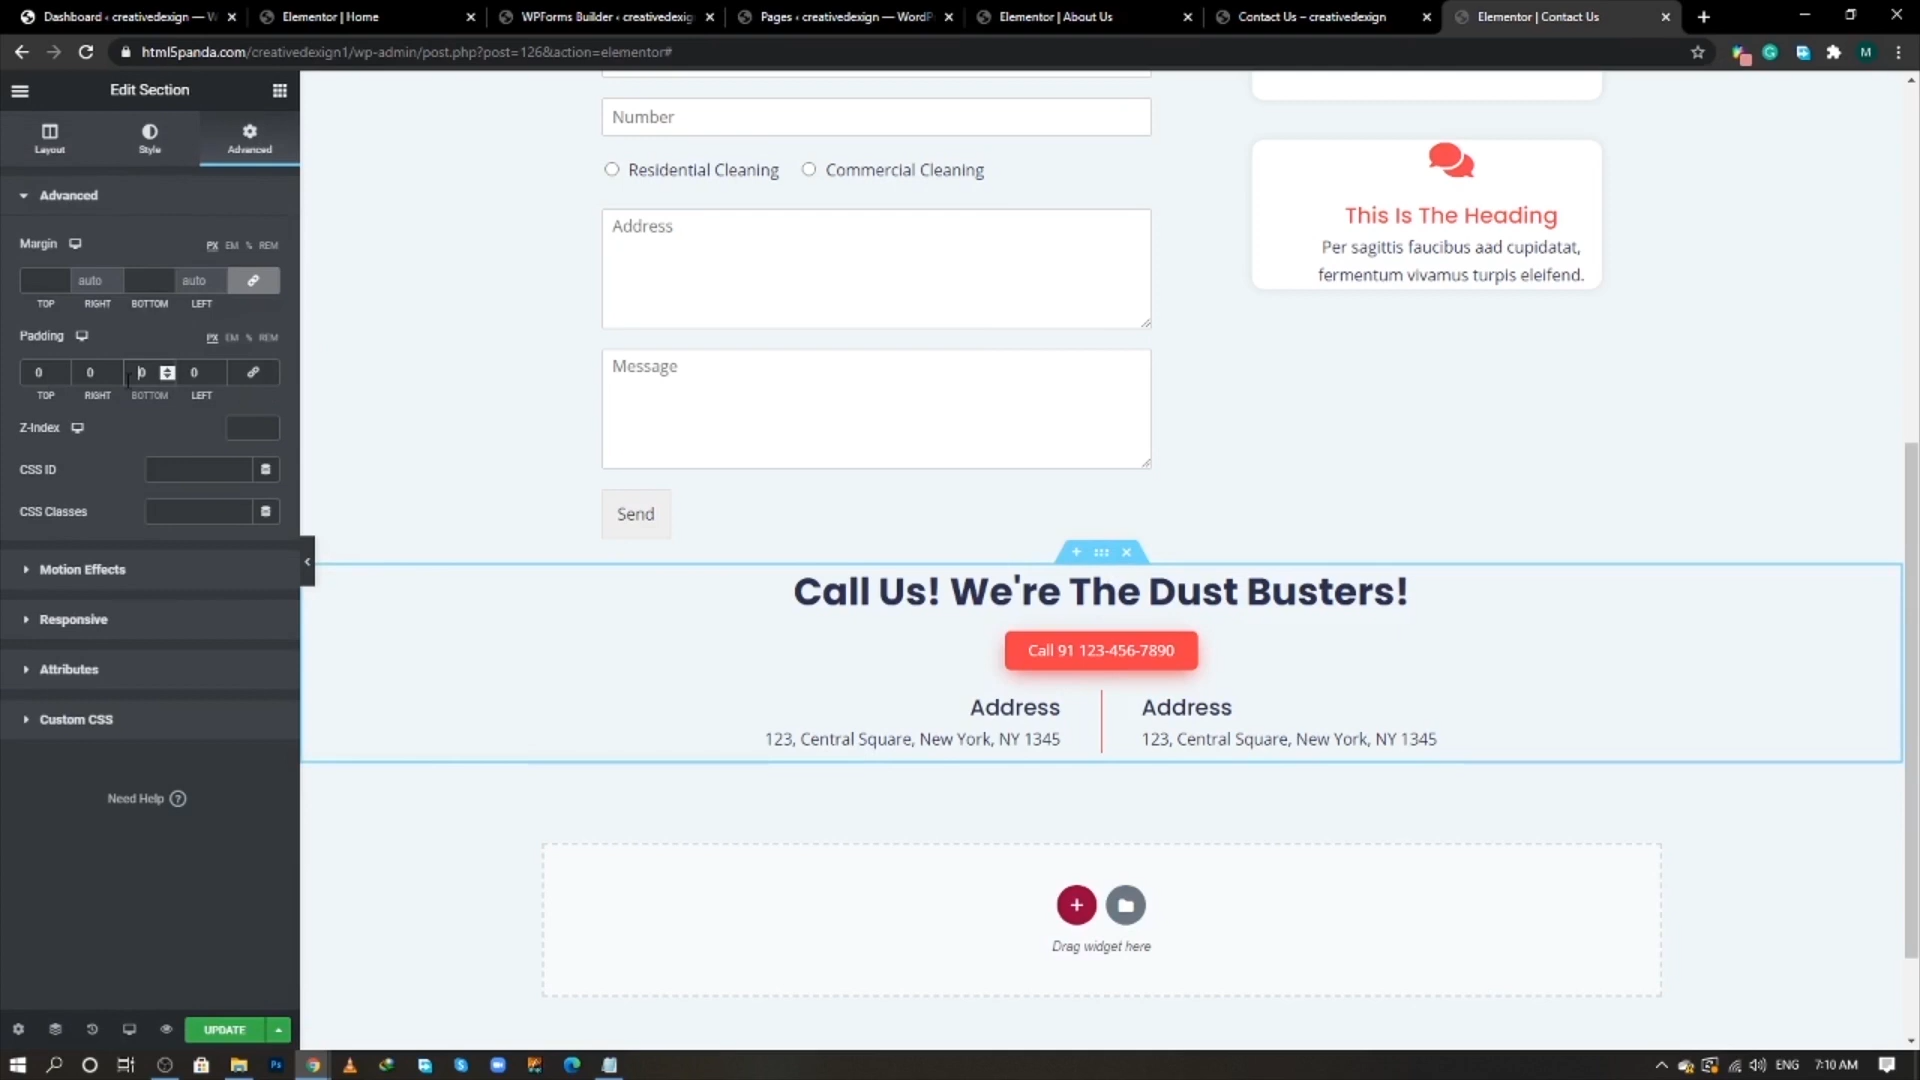 Dashboard ‹ creativedexign — W
Elementor | Home
WPForms Builder ‹ creativedexig
Pages ‹ creativedexign — WordP
Elementor | About Us
Contact Us – creativedexign
Elementor | Contact Us
html5panda.com/creativedexign1/wp-admin/post.php?post=126&action=elementor#
M
Edit Section
Layout
Style
Advanced
Advanced
Margin
PX EM % REM
auto
auto
TOP RIGHT BOTTOM LEFT
Padding
PX EM % REM
0 0 0 0
TOP RIGHT BOTTOM LEFT
Z-Index
CSS ID
CSS Classes
Motion Effects
Responsive
Attributes
Custom CSS
Need Help ?
UPDATE
Number
Residential Cleaning
Commercial Cleaning
Address
Message
Send
This Is The Heading
Per sagittis faucibus aad cupidatat,
fermentum vivamus turpis eleifend.
Call Us! We're The Dust Busters!
Call 91 123-456-7890
Address
123, Central Square, New York, NY 1345
Address
123, Central Square, New York, NY 1345
Drag widget here
Ps
ENG
7:10 AM